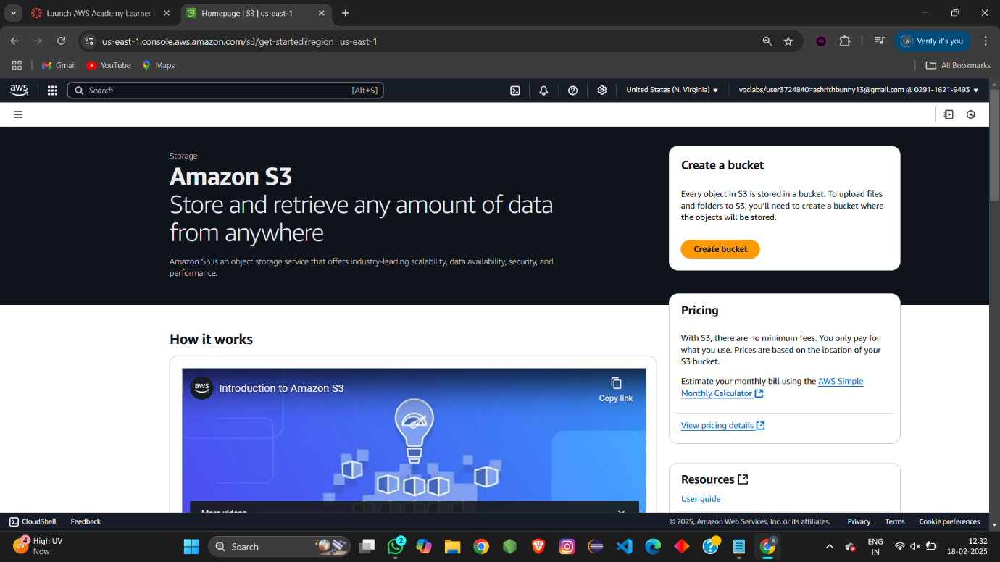 Launch AWS Academy Learner
Homepage | S3 | us-east-1
us-east-1.console.aws.amazon.com/s3/get-started?region=us-east-1
Verify it's you
Gmail
YouTube
Maps
All Bookmarks
aws
Search
[Alt+S]
United States (N. Virginia)
voclabs/user3724840=ashrithbunny13@gmail.com @ 0291-1621-9493
Storage
Amazon S3
Store and retrieve any amount of data
from anywhere
Amazon S3 is an object storage service that offers industry-leading scalability, data availability, security, and
performance.
Create a bucket
Every object in S3 is stored in a bucket. To upload files
and folders to S3, you'll need to create a bucket where
the objects will be stored.
Create bucket
Pricing
With S3, there are no minimum fees. You only pay for
what you use. Prices are based on the location of your
S3 bucket.
Estimate your monthly bill using the AWS Simple
Monthly Calculator
View pricing details
How it works
aws
Introduction to Amazon S3
Copy link
More videos
Resources
User guide
CloudShell
Feedback
© 2025, Amazon Web Services, Inc. or its affiliates.
Privacy
Terms
Cookie preferences
4
UV
High UV
Now
Search
2
A
ENG
IN
12:32
18-02-2025